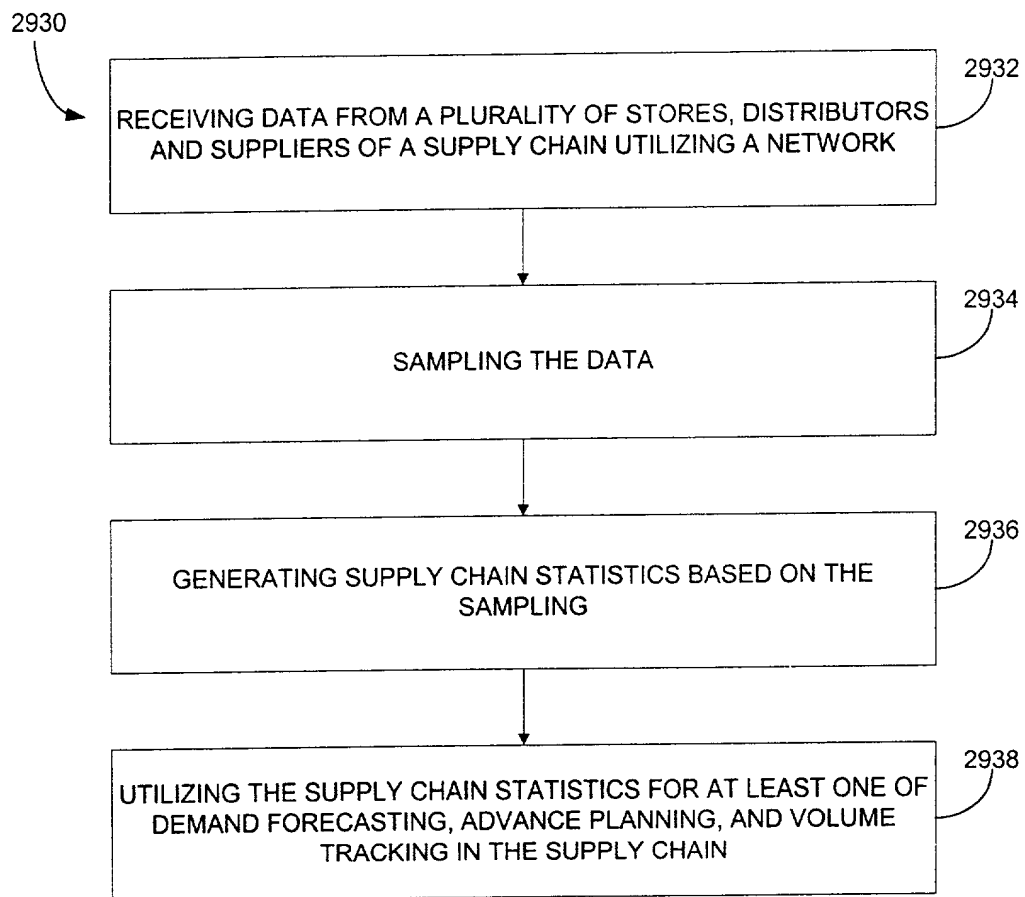 2930
2932
RECEIVING DATA FROM A PLURALITY OF STORES, DISTRIBUTORS
AND SUPPLIERS OF A SUPPLY CHAIN UTILIZING A NETWORK
2934
SAMPLING THE DATA
2936
GENERATING SUPPLY CHAIN STATISTICS BASED ON THE
SAMPLING
2938
UTILIZING THE SUPPLY CHAIN STATISTICS FOR AT LEAST ONE OF
DEMAND FORECASTING, ADVANCE PLANNING, AND VOLUME
TRACKING IN THE SUPPLY CHAIN